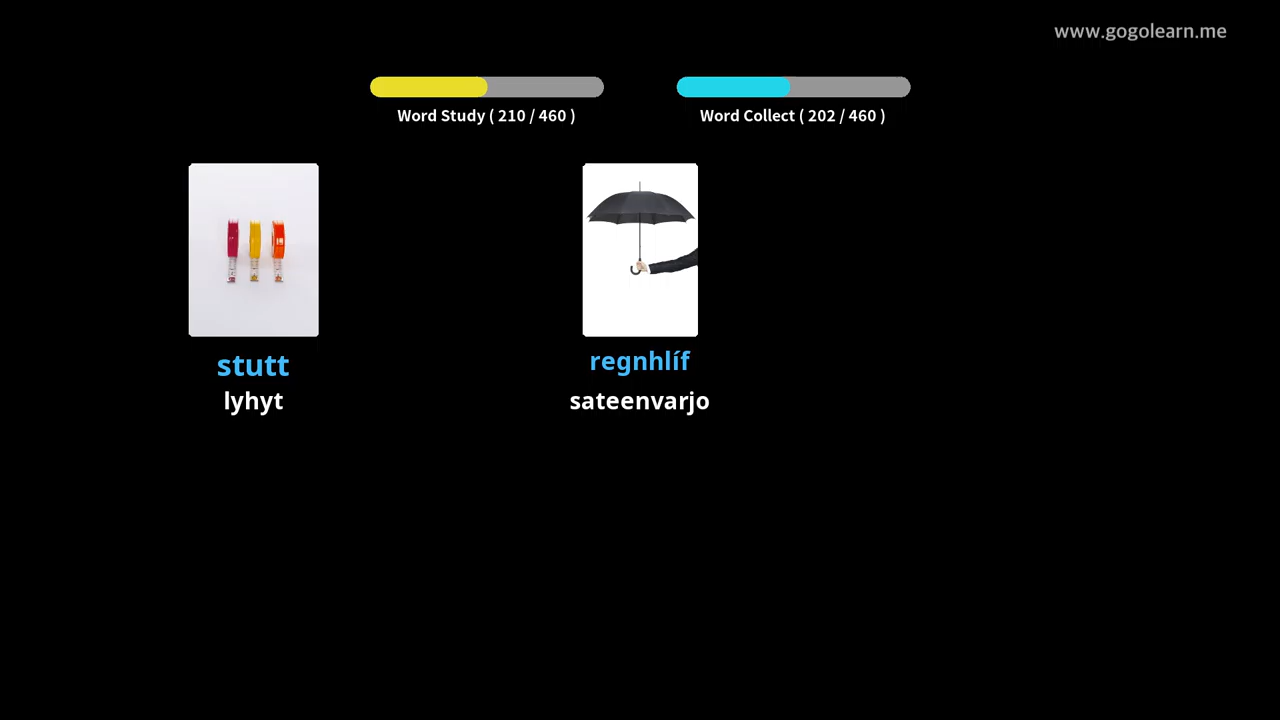 www.gogolearn.me
Word Study ( 210 / 460 )
Word Collect ( 202 / 460 )
stutt
lyhyt
regnhlíf
sateenvarjo